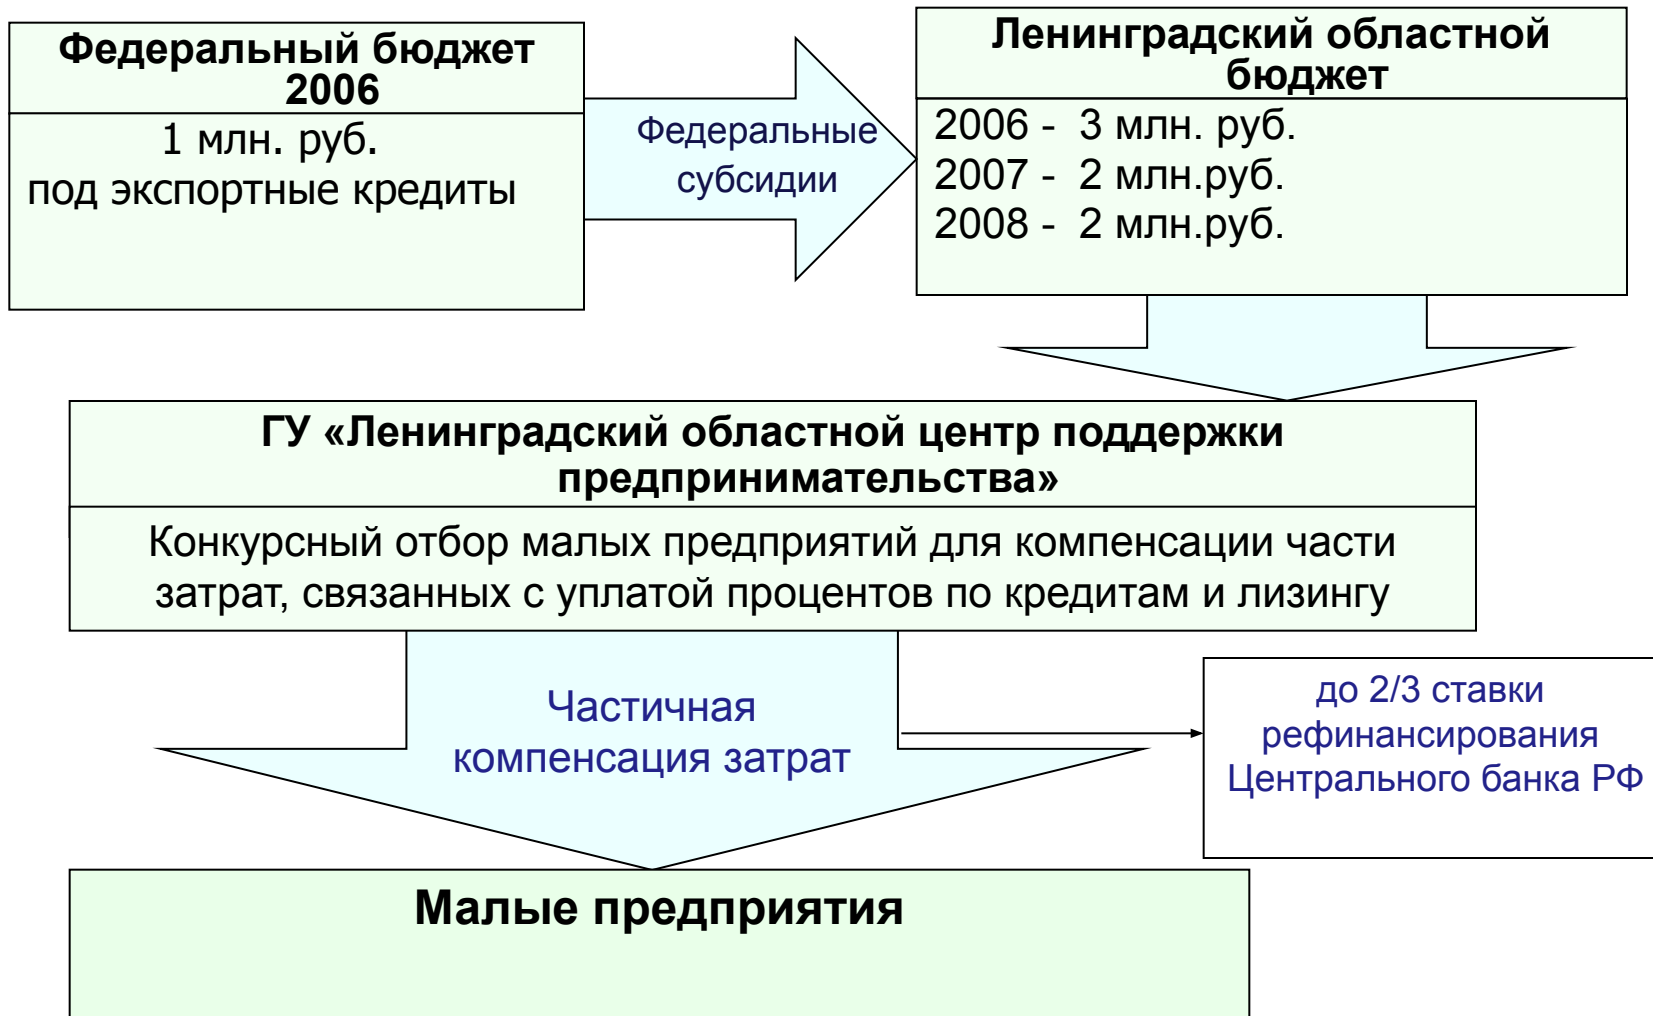 Федеральный бюджет
2006
1 млн. руб.
под экспортные кредиты
Федеральные
субсидии
Ленинградский областной
бюджет
2006 - 3 млн. руб.
2007 - 2 млн.руб.
2008 - 2 млн.руб.
ГУ «Ленинградский областной центр поддержки
предпринимательства»
Конкурсный отбор малых предприятий для компенсации части
затрат, связанных с уплатой процентов по кредитам и лизингу
Частичная
компенсация затрат
до 2/3 ставки
рефинансирования
Центрального банка РФ
Малые предприятия